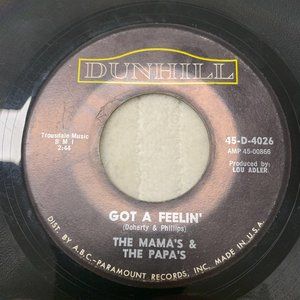 DUNHILL
Trousdale Music
B M I
2:44
45-D-4026
AMP 45-00866
Produced by:
LOU ADLER
GOT A FEELIN'
(Doherty & Phillips)
THE MAMA'S &
THE PAPA'S
DIST. BY A.B.C.-PARAMOUNT RECORDS, INC. MADE IN U.S.A.